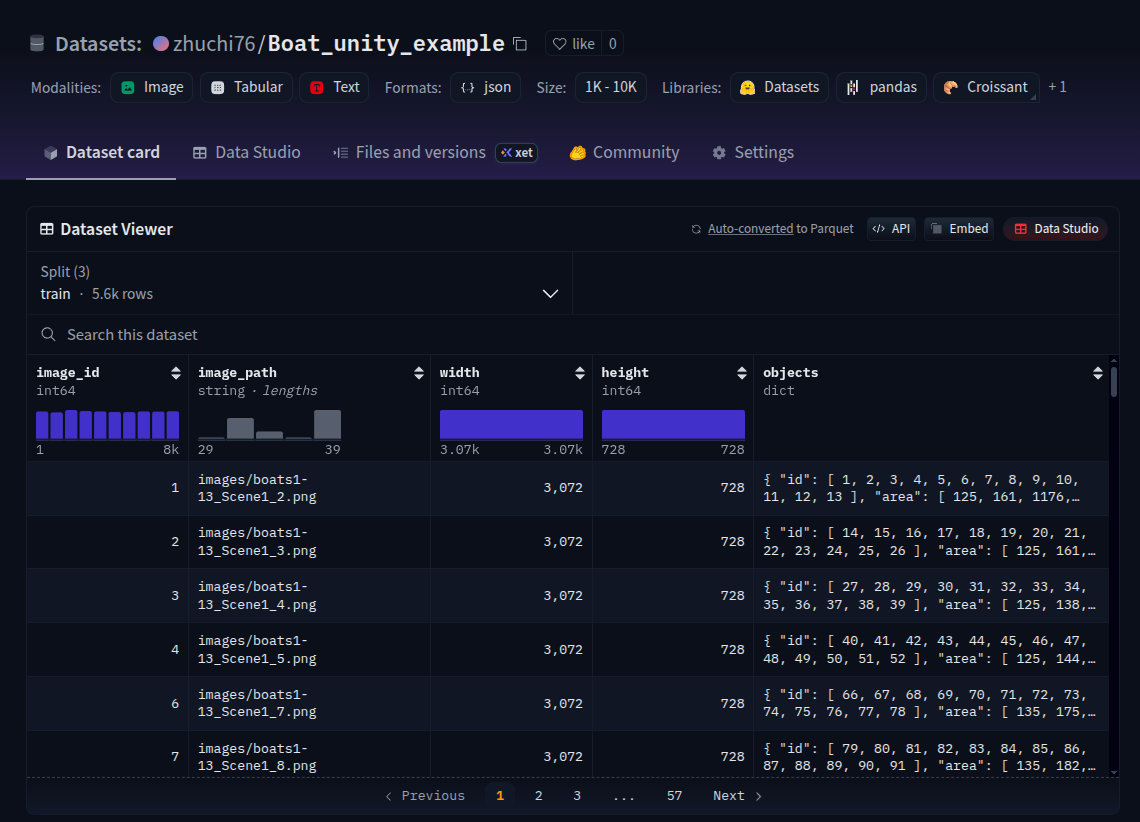 Datasets: zhuchi76/Boat_unity_example like 0
Modalities: Image Tabular Text Formats: json Size: 1K - 10K Libraries: Datasets pandas Croissant + 1
Dataset card Data Studio Files and versions xet Community Settings
Dataset Viewer Auto-converted to Parquet API Embed Data Studio
Split (3)
train · 5.6k rows
Search this dataset
image_id image_path width height objects
int64 string · lengths int64 int64 dict
1 8k 29 39 3.07k 3.07k 728 728
1 images/boats1-13_Scene1_2.png 3,072 728 { "id": [ 1, 2, 3, 4, 5, 6, 7, 8, 9, 10,
11, 12, 13 ], "area": [ 125, 161, 1176,…
2 images/boats1-13_Scene1_3.png 3,072 728 { "id": [ 14, 15, 16, 17, 18, 19, 20, 21,
22, 23, 24, 25, 26 ], "area": [ 125, 161,…
3 images/boats1-13_Scene1_4.png 3,072 728 { "id": [ 27, 28, 29, 30, 31, 32, 33, 34,
35, 36, 37, 38, 39 ], "area": [ 125, 138,…
4 images/boats1-13_Scene1_5.png 3,072 728 { "id": [ 40, 41, 42, 43, 44, 45, 46, 47,
48, 49, 50, 51, 52 ], "area": [ 125, 144,…
6 images/boats1-13_Scene1_7.png 3,072 728 { "id": [ 66, 67, 68, 69, 70, 71, 72, 73,
74, 75, 76, 77, 78 ], "area": [ 135, 175,…
7 images/boats1-13_Scene1_8.png 3,072 728 { "id": [ 79, 80, 81, 82, 83, 84, 85, 86,
87, 88, 89, 90, 91 ], "area": [ 135, 182,…
Previous 1 2 3 ... 57 Next